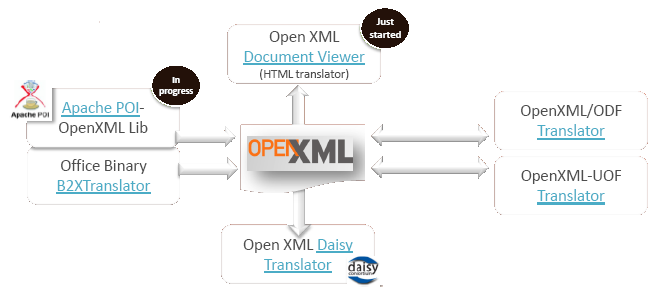 Just
started
Open XML
Document Viewer
(HTML translator)
In
progress
Apache POI
Apache POI-
OpenXML Lib
Office Binary
B2XTranslator
OPEN XML
OpenXML/ODF
Translator
OpenXML-UOF
Translator
Open XML Daisy
Translator
daisy
consortium